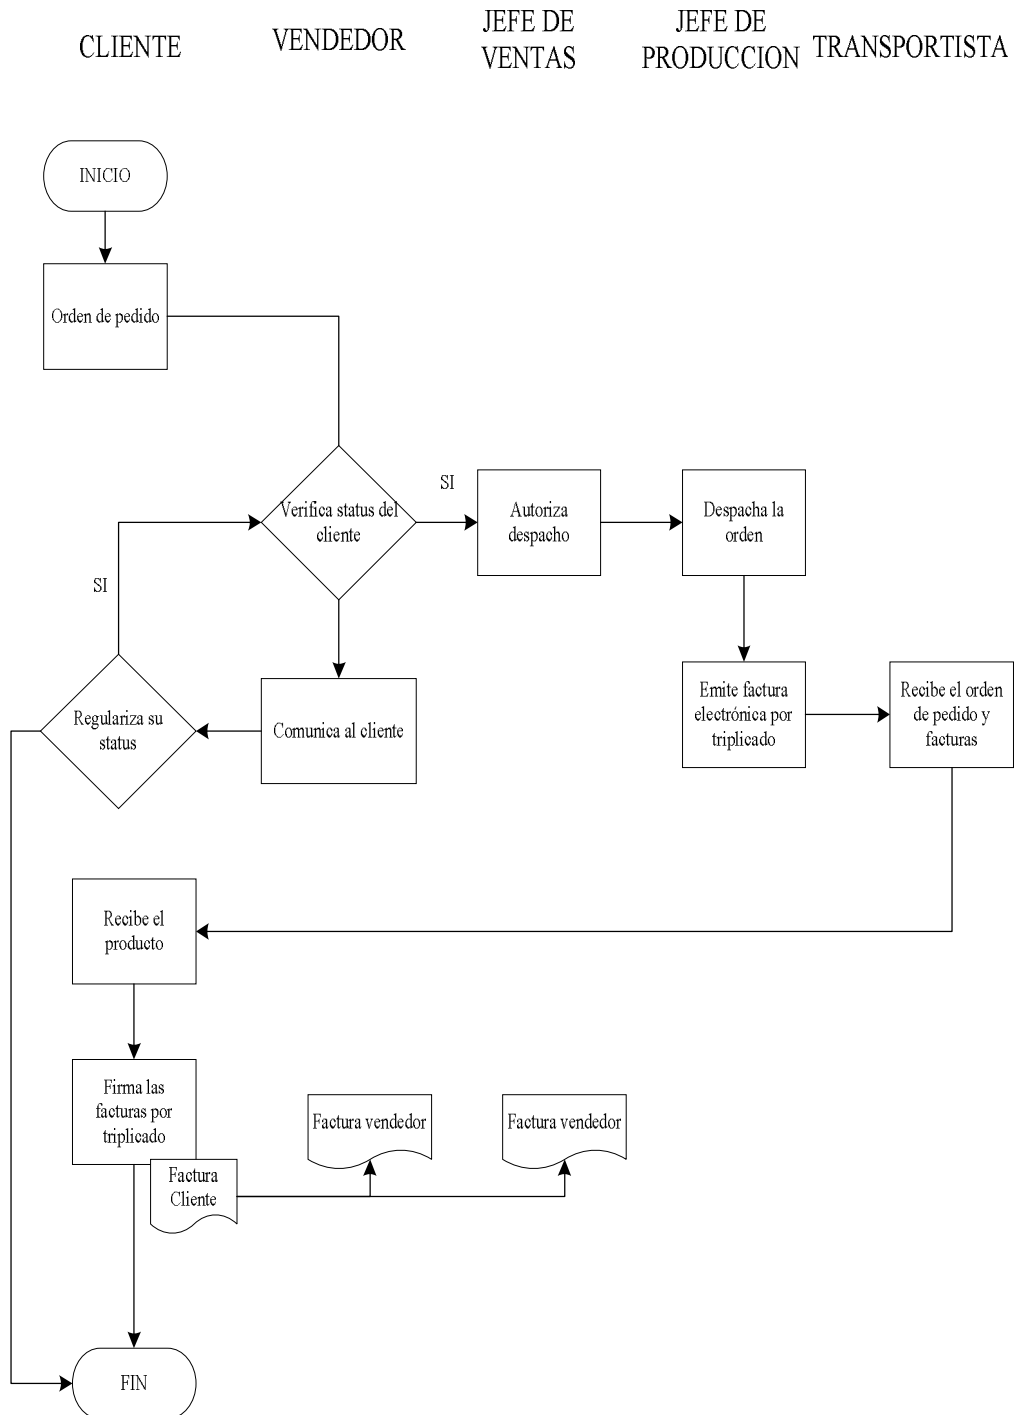 CLIENTE
VENDEDOR
JEFE DE
VENTAS
JEFE DE
PRODUCCION
TRANSPORTISTA
INICIO
Orden de pedido
Verifica status del
cliente
SI
Autoriza
despacho
Despacha la
orden
SI
Regulariza su
status
Comunica al cliente
Emite factura
electrónica por
triplicado
Recibe el orden
de pedido y
facturas
Recibe el
producto
Firma las
facturas por
triplicado
Factura
Cliente
Factura vendedor
Factura vendedor
FIN